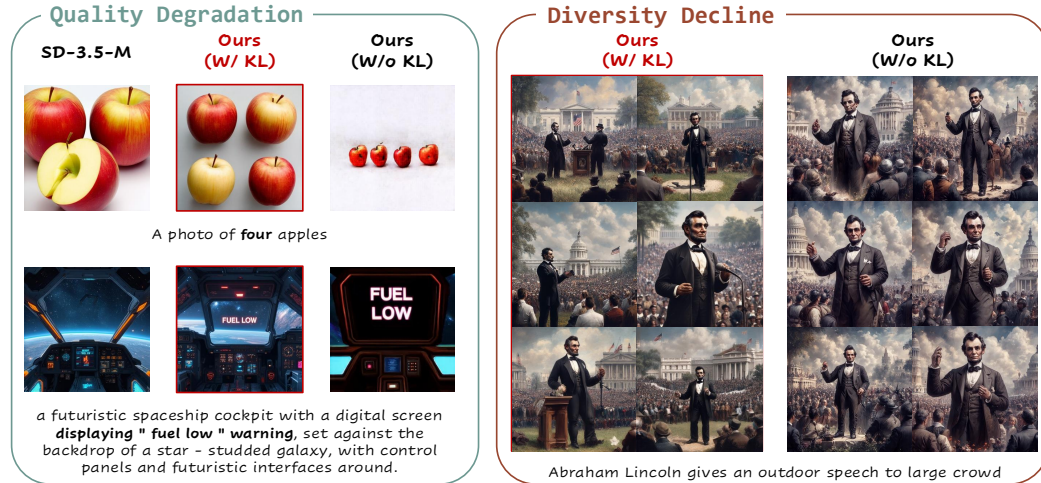 Quality Degradation
SD-3.5-M
Ours
(W/ KL)
Ours
(W/o KL)
A photo of four apples
FUEL LOW
FUEL
LOW
a futuristic spaceship cockpit with a digital screen
displaying " fuel low " warning, set against the
backdrop of a star - studded galaxy, with control
panels and futuristic interfaces around.
Diversity Decline
Ours
(W/ KL)
Ours
(W/o KL)
Abraham Lincoln gives an outdoor speech to large crowd